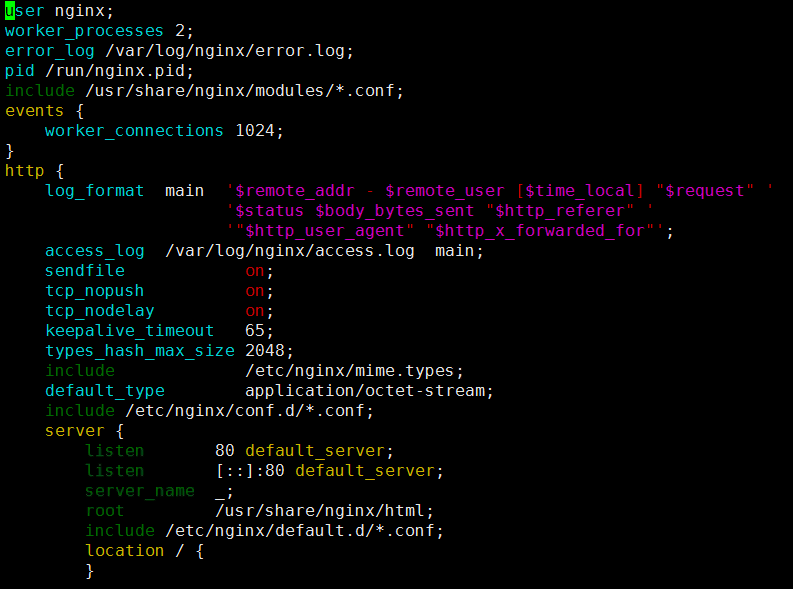 user nginx;
worker_processes 2;
error_log /var/log/nginx/error.log;
pid /run/nginx.pid;
include /usr/share/nginx/modules/*.conf;
events {
    worker_connections 1024;
}
http {
    log_format  main  '$remote_addr - $remote_user [$time_local] "$request" '
                      '$status $body_bytes_sent "$http_referer" '
                      '"$http_user_agent" "$http_x_forwarded_for"';
    access_log  /var/log/nginx/access.log  main;
    sendfile            on;
    tcp_nopush          on;
    tcp_nodelay         on;
    keepalive_timeout   65;
    types_hash_max_size 2048;
    include             /etc/nginx/mime.types;
    default_type        application/octet-stream;
    include /etc/nginx/conf.d/*.conf;
    server {
        listen       80 default_server;
        listen       [::]:80 default_server;
        server_name  _;
        root         /usr/share/nginx/html;
        include /etc/nginx/default.d/*.conf;
        location / {
        }